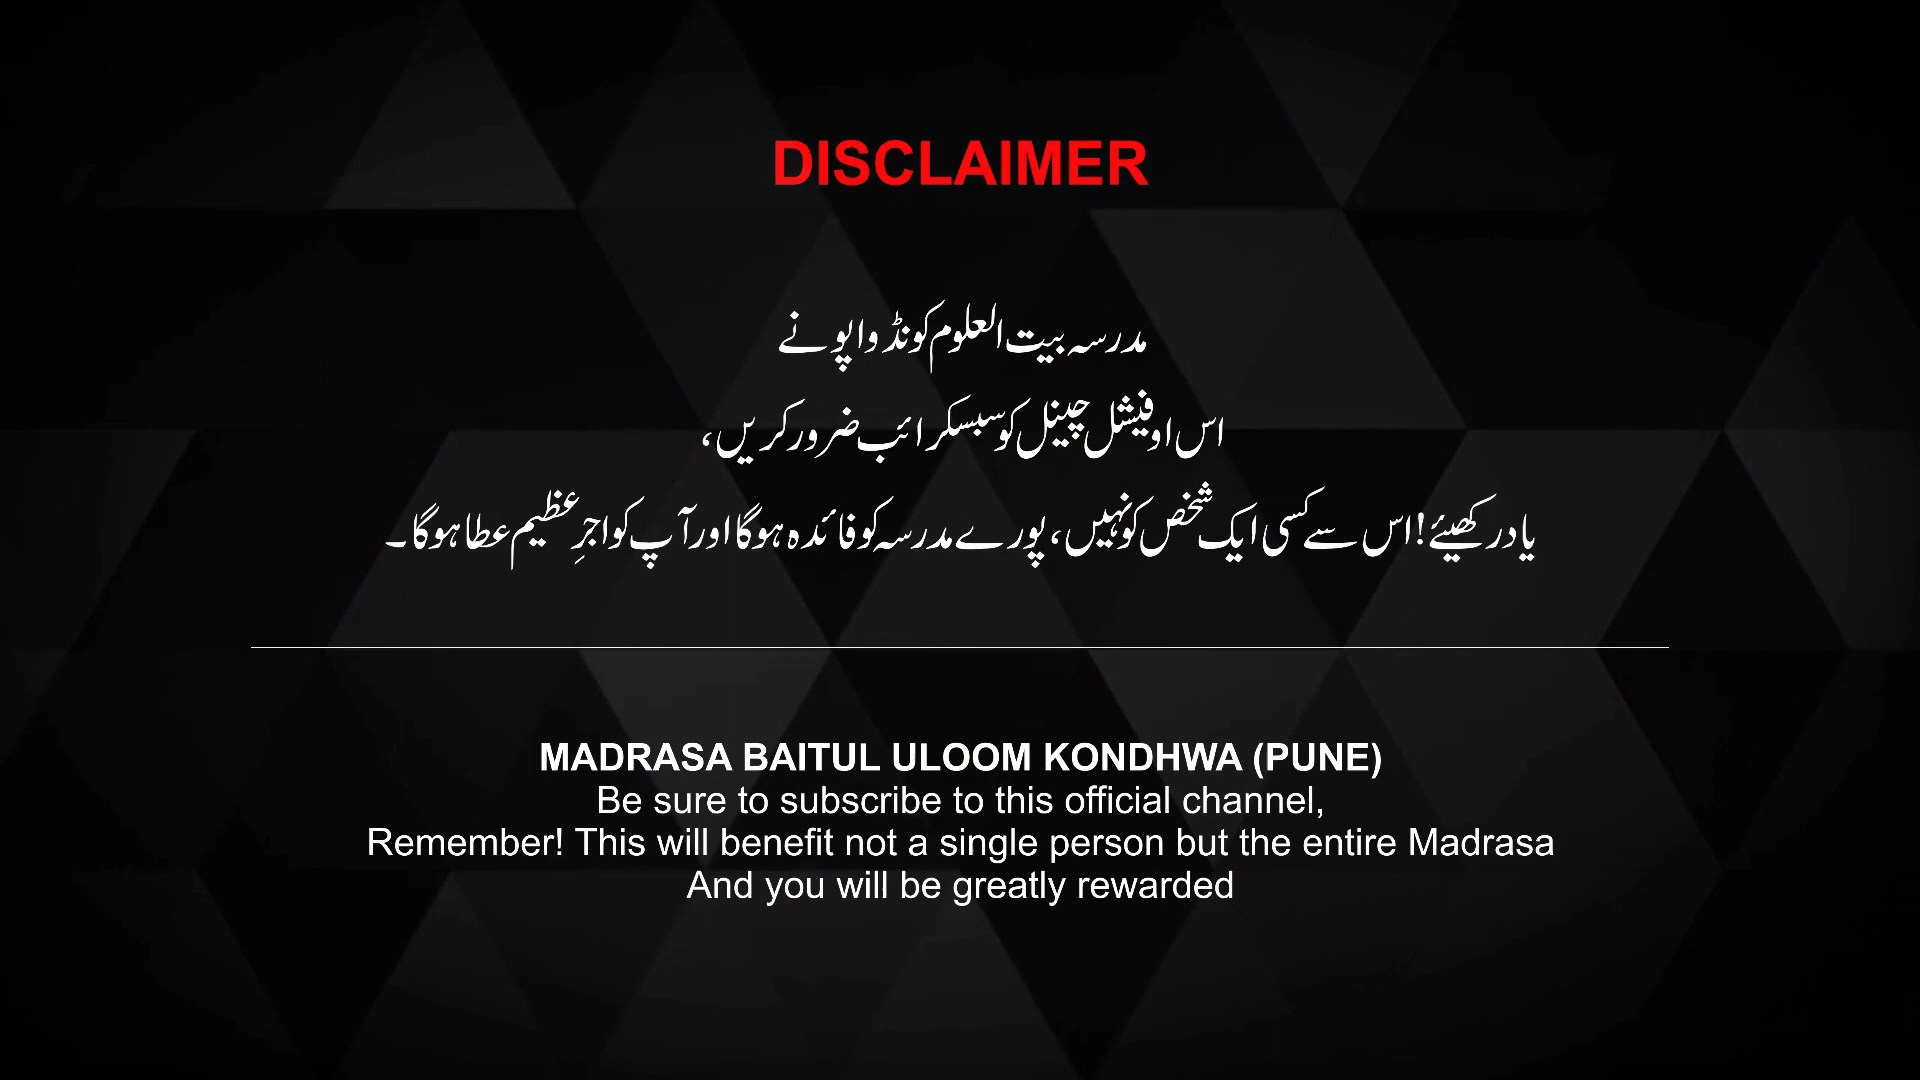 DISCLAIMER
مدرسہ بیت العلوم کونڈوا پونے
اس اوفیشل چینل کو سبسکرائب ضرور کریں،
یاد رکھیئے! اس سے کسی ایک شخص کو نہیں، پورے مدرسہ کو فائدہ ہوگا اور آپ کو اجرِ عظیم عطا ہوگا۔
MADRASA BAITUL ULOOM KONDHWA (PUNE)
Be sure to subscribe to this official channel,
Remember! This will benefit not a single person but the entire Madrasa
And you will be greatly rewarded